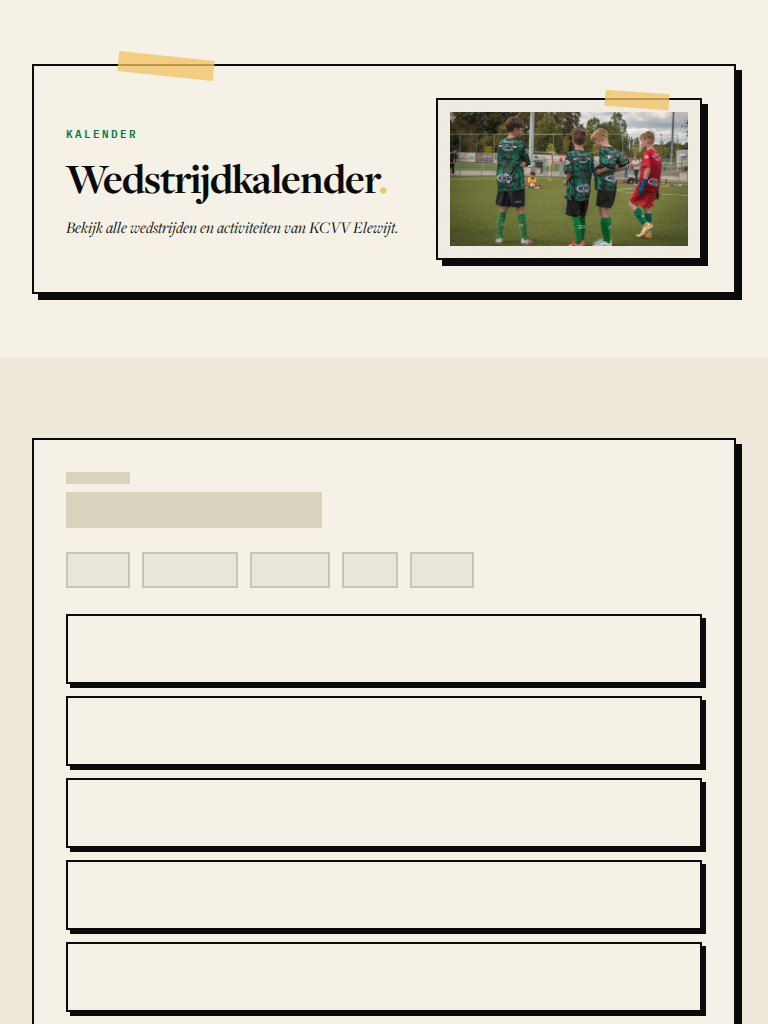 KALENDER
Wedstrijdkalender.
Bekijk alle wedstrijden en activiteiten van KCVV Elewijt.